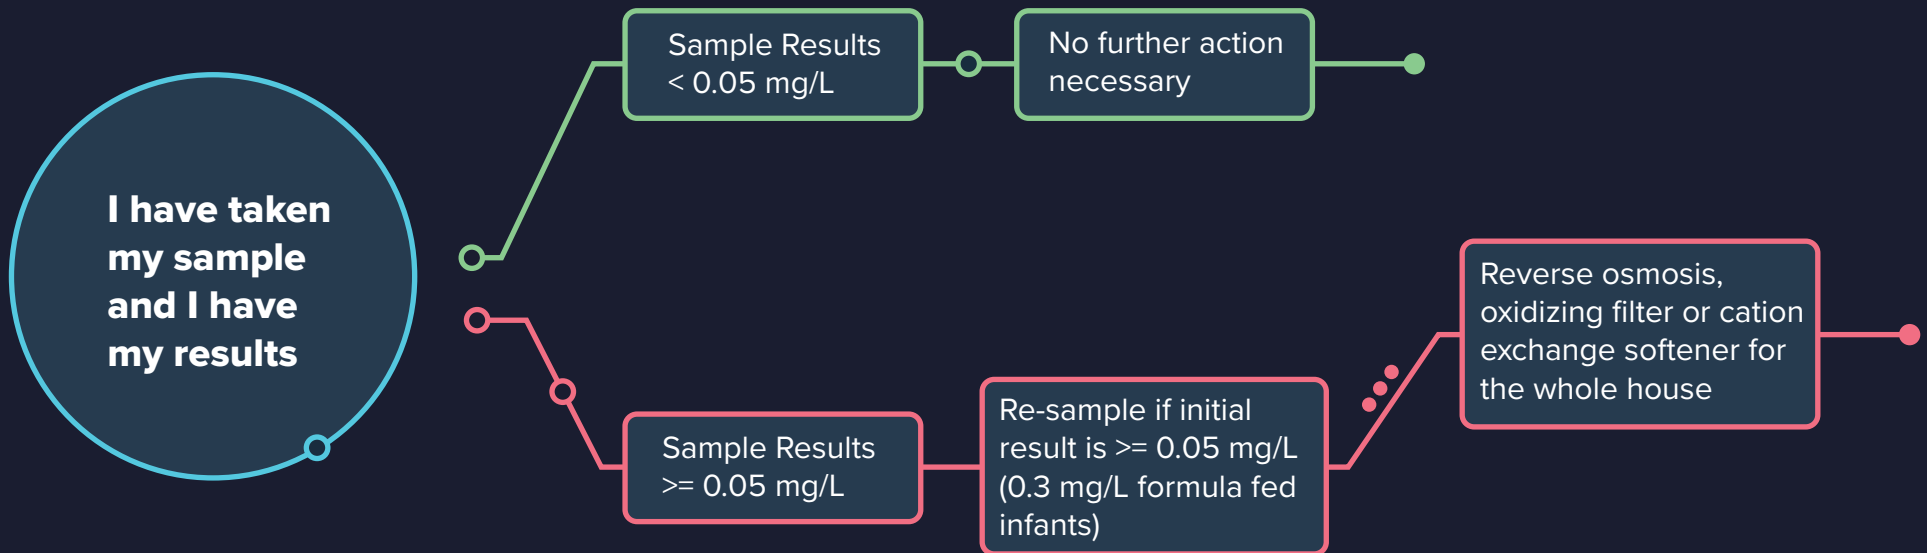 I have taken
my sample
and I have
my results
Sample Results
< 0.05 mg/L
No further action
necessary
Sample Results
>= 0.05 mg/L
Re-sample if initial
result is >= 0.05 mg/L
(0.3 mg/L formula fed
infants)
Reverse osmosis,
oxidizing filter or cation
exchange softener for
the whole house